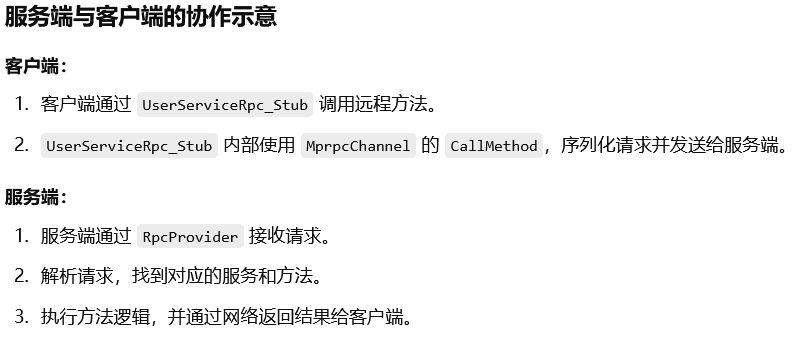 服务端与客户端的协作示意
客户端：
1. 客户端通过 UserServiceRpc_Stub 调用远程方法。
2. UserServiceRpc_Stub 内部使用 MprpcChannel 的 CallMethod，序列化请求并发送给服务端。
服务端：
1. 服务端通过 RpcProvider 接收请求。
2. 解析请求，找到对应的服务和方法。
3. 执行方法逻辑，并通过网络返回结果给客户端。